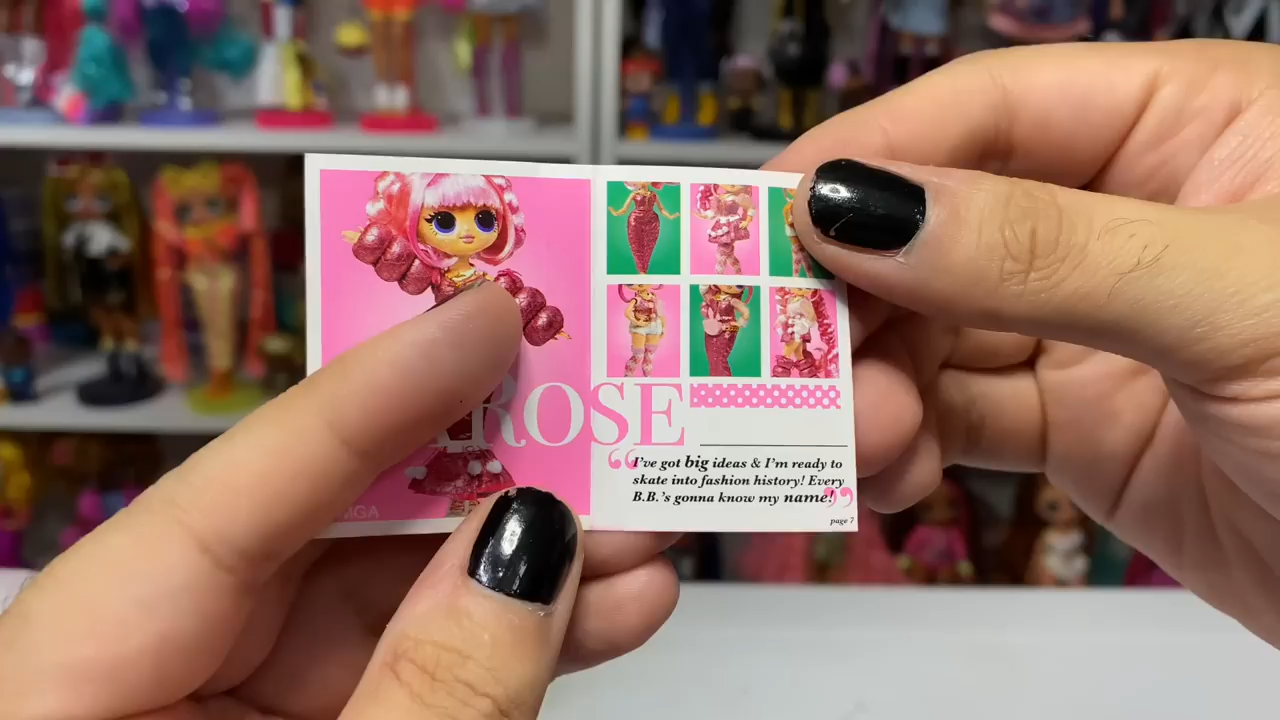 ROSE
“I’ve got big ideas & I’m ready to
skate into fashion history! Every
B.B.’s gonna know my name!”
page 7